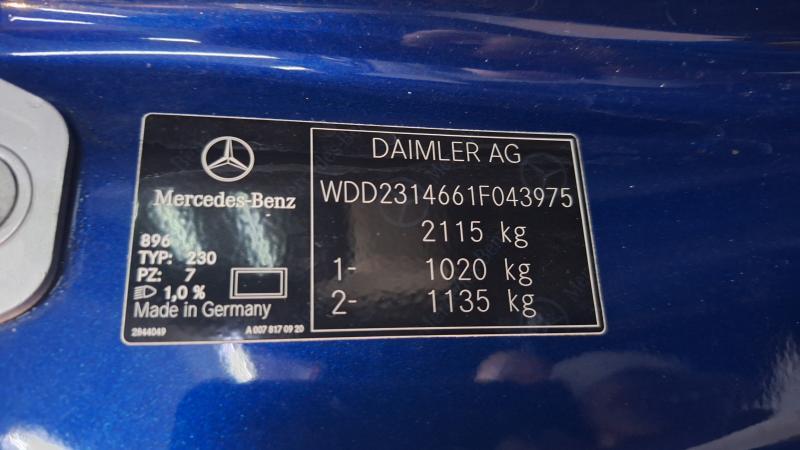 Mercedes-Benz
896
TYP: 230
PZ: 7
1,0 %
Made in Germany
2844049
A 007 817 09 20
DAIMLER AG
WDD2314661F043975
2115 kg
1- 1020 kg
2- 1135 kg